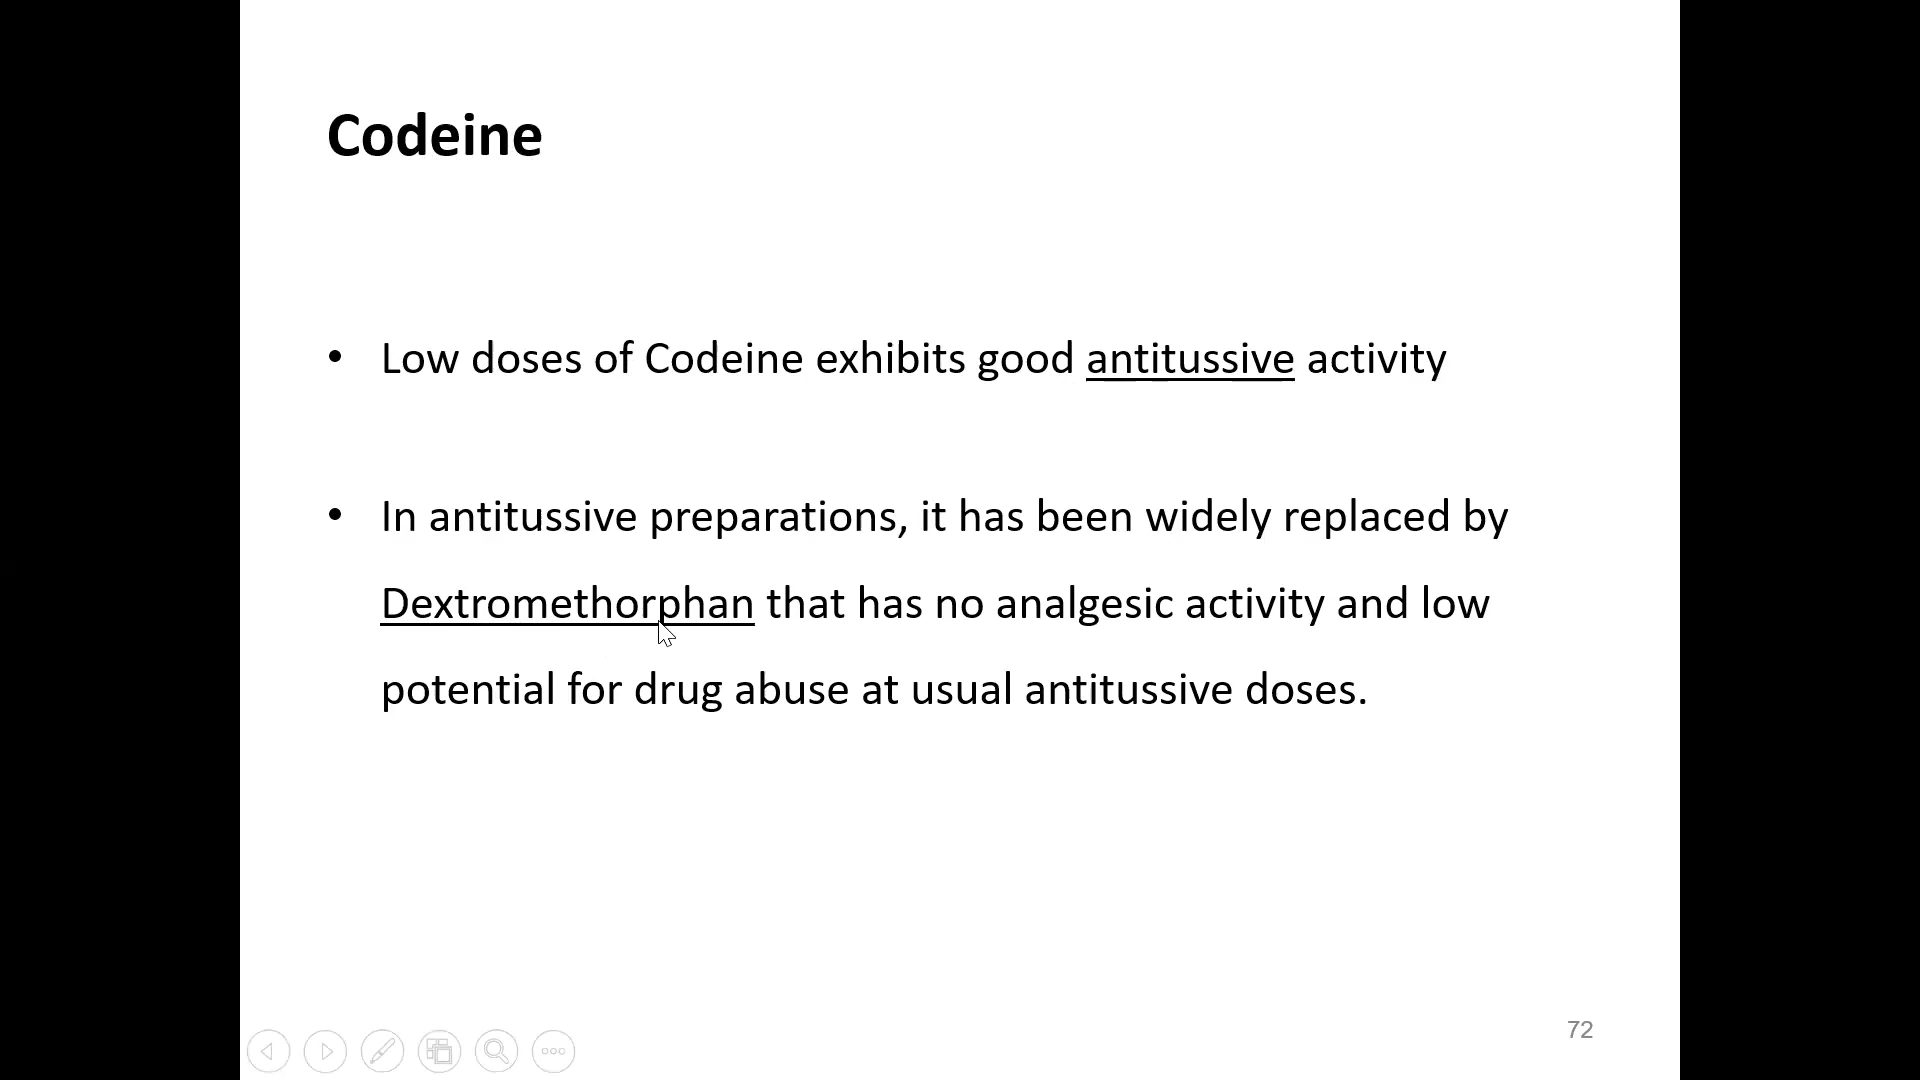 Codeine
• Low doses of Codeine exhibits good antitussive activity
• In antitussive preparations, it has been widely replaced by
Dextromethorphan that has no analgesic activity and low
potential for drug abuse at usual antitussive doses.
72